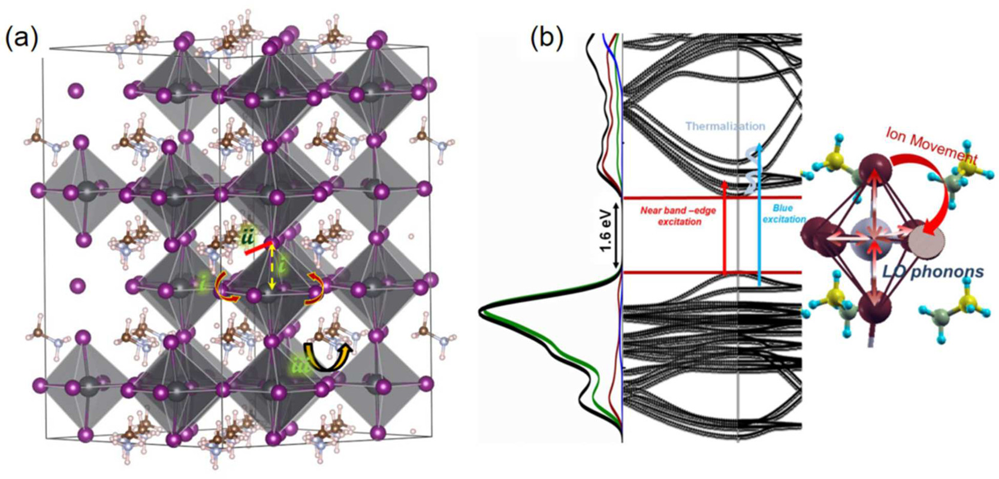 (a)
ii
i
i
iii
(b)
Thermalization
Near band –edge
excitation
Blue
excitation
1.6 eV
Ion Movement
LO phonons